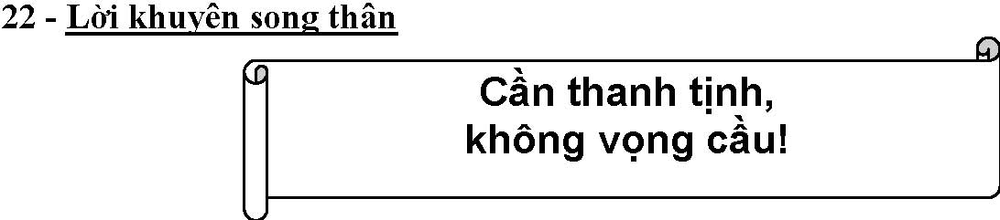 22 - Lời khuyên song thân
Cần thanh tịnh,
không vọng cầu!